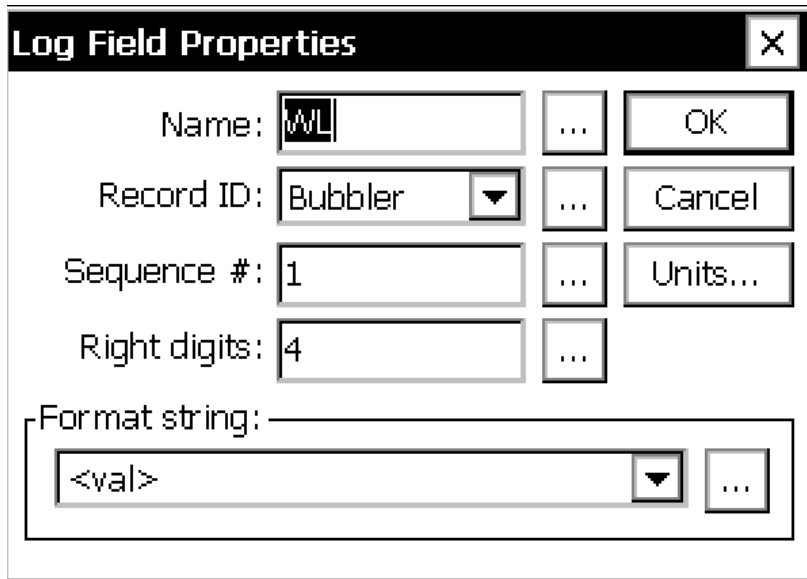 Log Field Properties
Name: WL ... OK
Record ID: Bubbler ... Cancel
Sequence #: 1 ... Units...
Right digits: 4 ...
Format string:
<val> ...